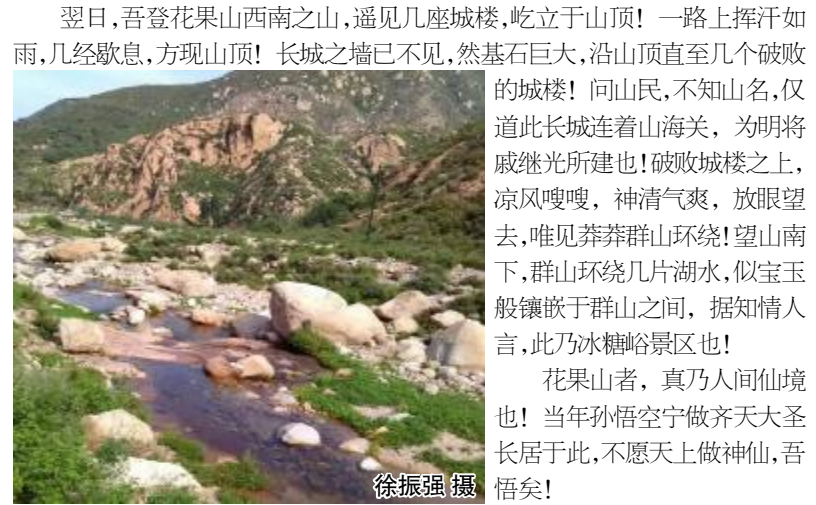 翌日,吾登花果山西南之山,遥见几座城楼,屹立于山顶！一路上挥汗如
雨,几经歇息,方现山顶！长城之墙已不见,然基石巨大,沿山顶直至几个破败
的城楼！问山民,不知山名,仅
道此长城连着山海关，为明将
戚继光所建也！破败城楼之上,
凉风嗖嗖，神清气爽，放眼望
去,唯见莽莽群山环绕！望山南
下,群山环绕几片湖水,似宝玉
般镶嵌于群山之间，据知情人
言,此乃冰糖峪景区也！
花果山者，真乃人间仙境
也！当年孙悟空宁做齐天大圣
长居于此,不愿天上做神仙,吾
悟矣！
徐振强 摄